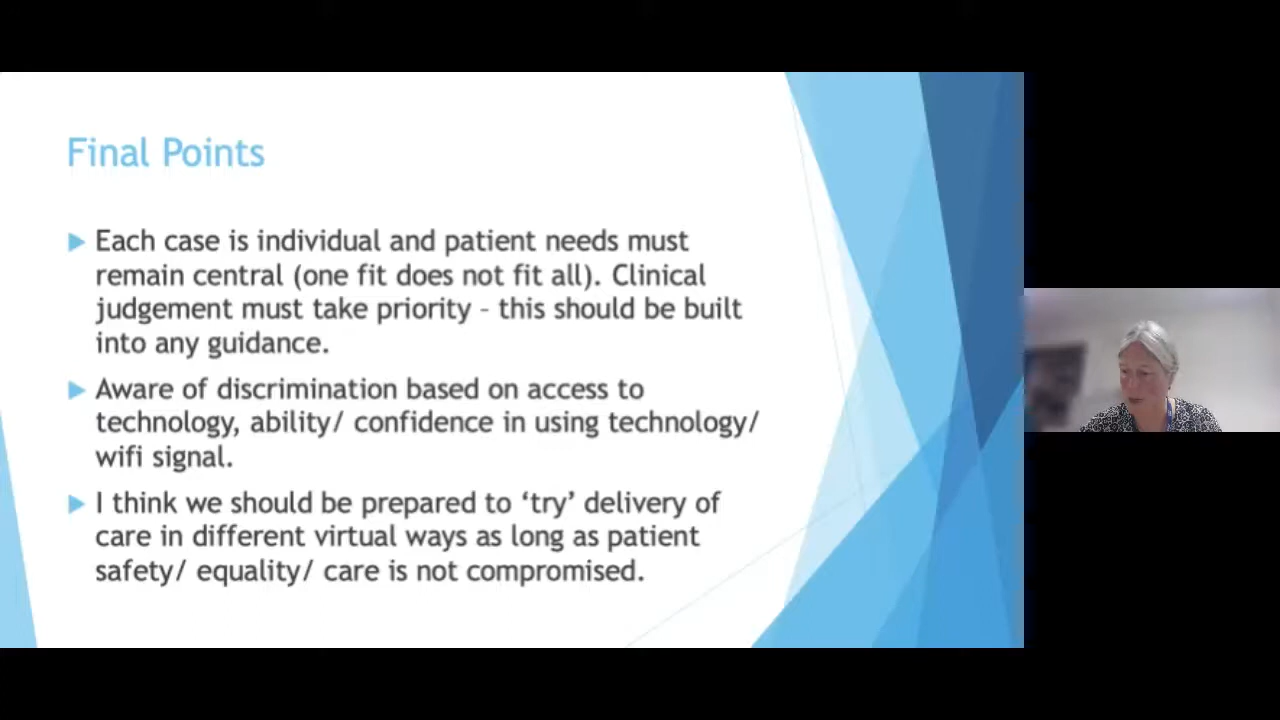 Final Points
Each case is individual and patient needs must
remain central (one fit does not fit all). Clinical
judgement must take priority – this should be built
into any guidance.
Aware of discrimination based on access to
technology, ability/ confidence in using technology/
wifi signal.
I think we should be prepared to ‘try’ delivery of
care in different virtual ways as long as patient
safety/ equality/ care is not compromised.